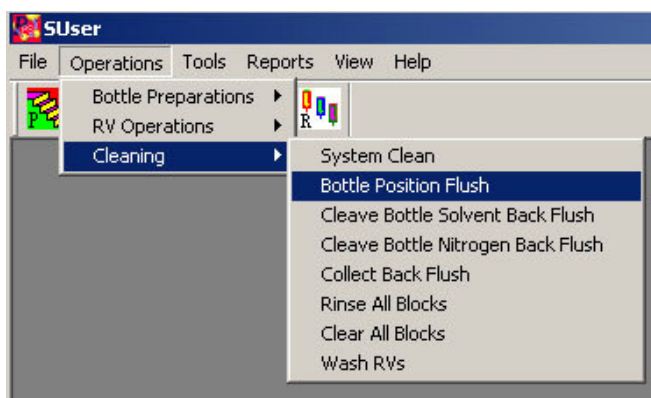 SUser
File Operations Tools Reports View Help
P R
Bottle Preparations
RV Operations
Cleaning
System Clean
Bottle Position Flush
Cleave Bottle Solvent Back Flush
Cleave Bottle Nitrogen Back Flush
Collect Back Flush
Rinse All Blocks
Clear All Blocks
Wash RVs